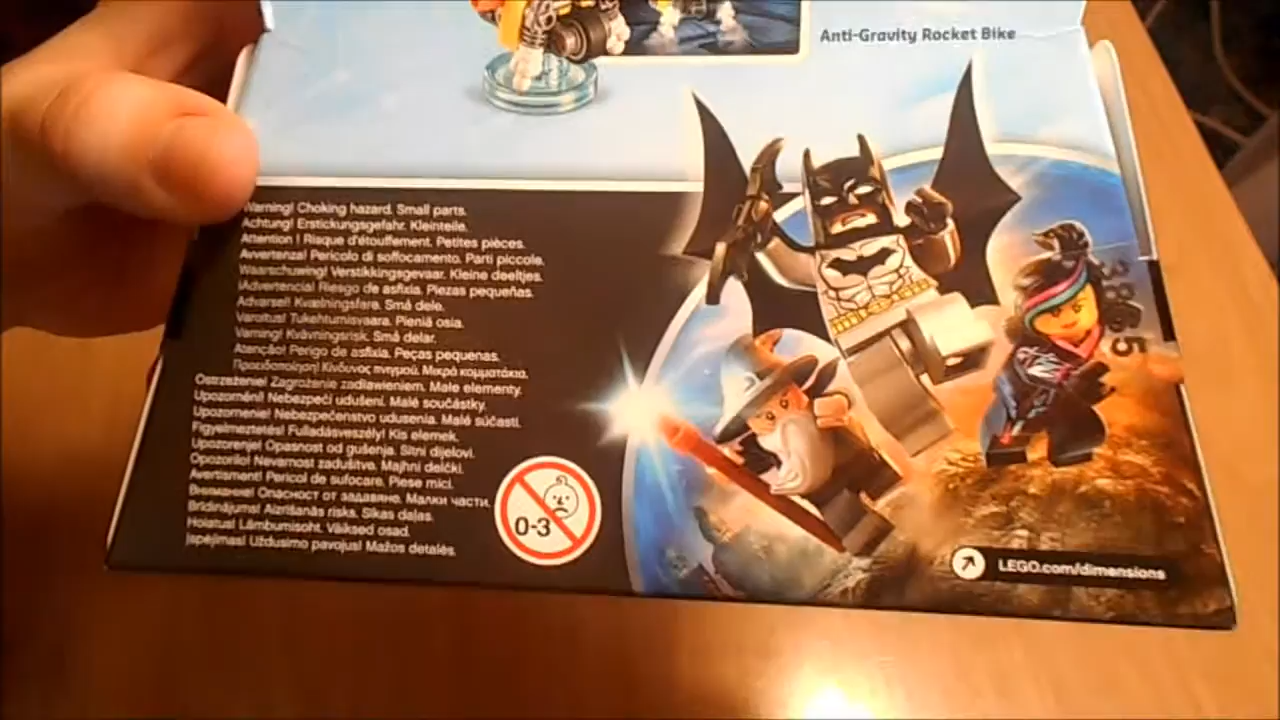 Anti-Gravity Rocket Bike
Warning! Choking hazard. Small parts.
Achtung! Erstickungsgefahr. Kleinteile.
Attention ! Risque d'étouffement. Petites pièces.
Avvertenza! Pericolo di soffocamento. Parti piccole.
Waarschuwing! Verstikkingsgevaar. Kleine deeltjes.
¡Advertencia! Riesgo de asfixia. Piezas pequeñas.
Advarsel! Kvælningsfare. Små dele.
Varoitus! Tukehtumisvaara. Pieniä osia.
Varning! Kvävningsrisk. Små delar.
Atenção! Perigo de asfixia. Peças pequenas.
Προειδοποίηση! Κίνδυνος πνιγμού. Μικρά κομματάκια.
Ostrzeżenie! Zagrożenie zadławieniem. Małe elementy.
Upozornění! Nebezpečí udušení. Malé součástky.
Upozornenie! Nebezpečenstvo udusenia. Malé súčasti.
Figyelmeztetés! Fulladásveszély! Kis elemek.
Upozorenje! Opasnost od gušenja. Sitni dijelovi.
Opozorilo! Nevarnost zadušitve. Majhni delčki.
Avertisment! Pericol de sufocare. Piese mici.
Внимание! Опасност от задавяне. Малки части.
Brīdinājums! Aizrīšanās risks. Sīkas daļas.
Hoiatus! Lämbumisoht. Väiksed osad.
Įspėjimas! Uždusimo pavojus! Mažos detalės.
0-3
LEGO.com/dimensions